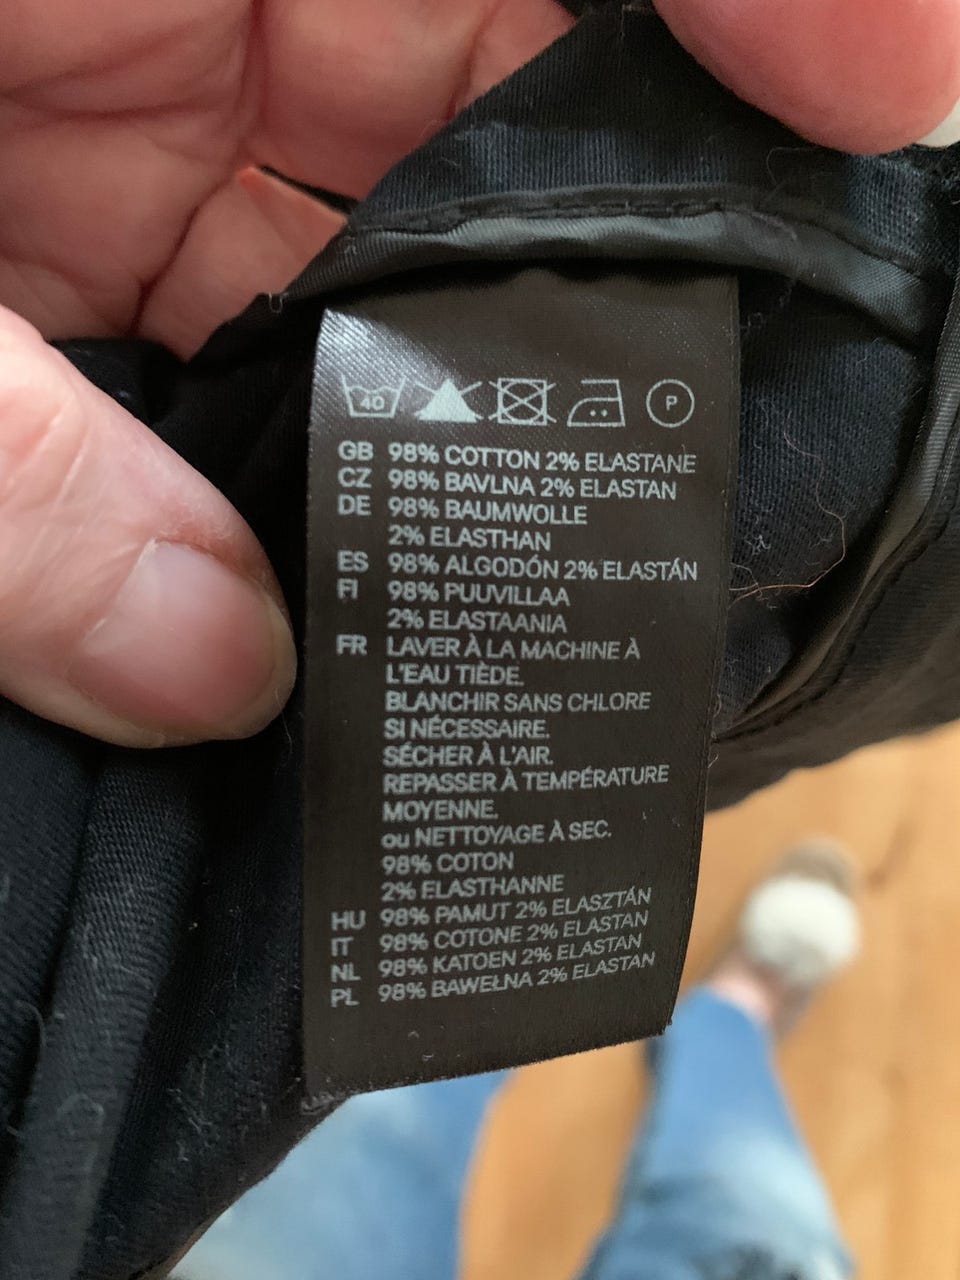 40
P
GB 98% COTTON 2% ELASTANE
CZ 98% BAVLNA 2% ELASTAN
DE 98% BAUMWOLLE
2% ELASTHAN
ES 98% ALGODÓN 2% ELASTÁN
FI 98% PUUVILLAA
2% ELASTAANIA
FR LAVER À LA MACHINE À
L'EAU TIÈDE.
BLANCHIR SANS CHLORE
SI NÉCESSAIRE.
SÉCHER À L'AIR.
REPASSER À TEMPÉRATURE
MOYENNE.
ou NETTOYAGE À SEC.
98% COTON
2% ELASTHANNE
HU 98% PAMUT 2% ELASZTÁN
IT 98% COTONE 2% ELASTAN
NL 98% KATOEN 2% ELASTAN
PL 98% BAWEŁNA 2% ELASTAN